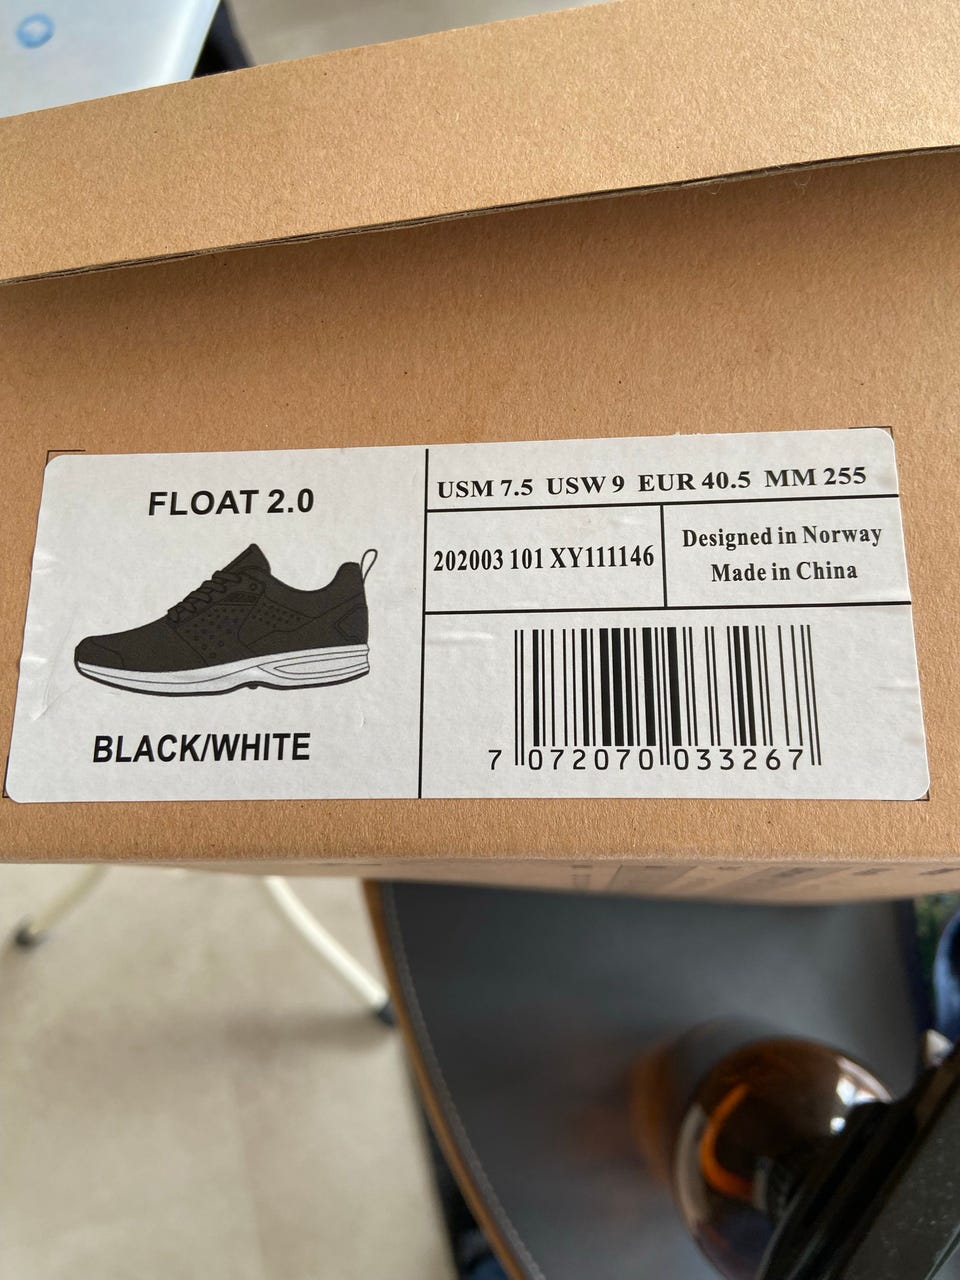 FLOAT 2.0
BLACK/WHITE
USM 7.5 USW 9 EUR 40.5 MM 255
202003 101 XY111146
Designed in Norway
Made in China
7 072070 033267